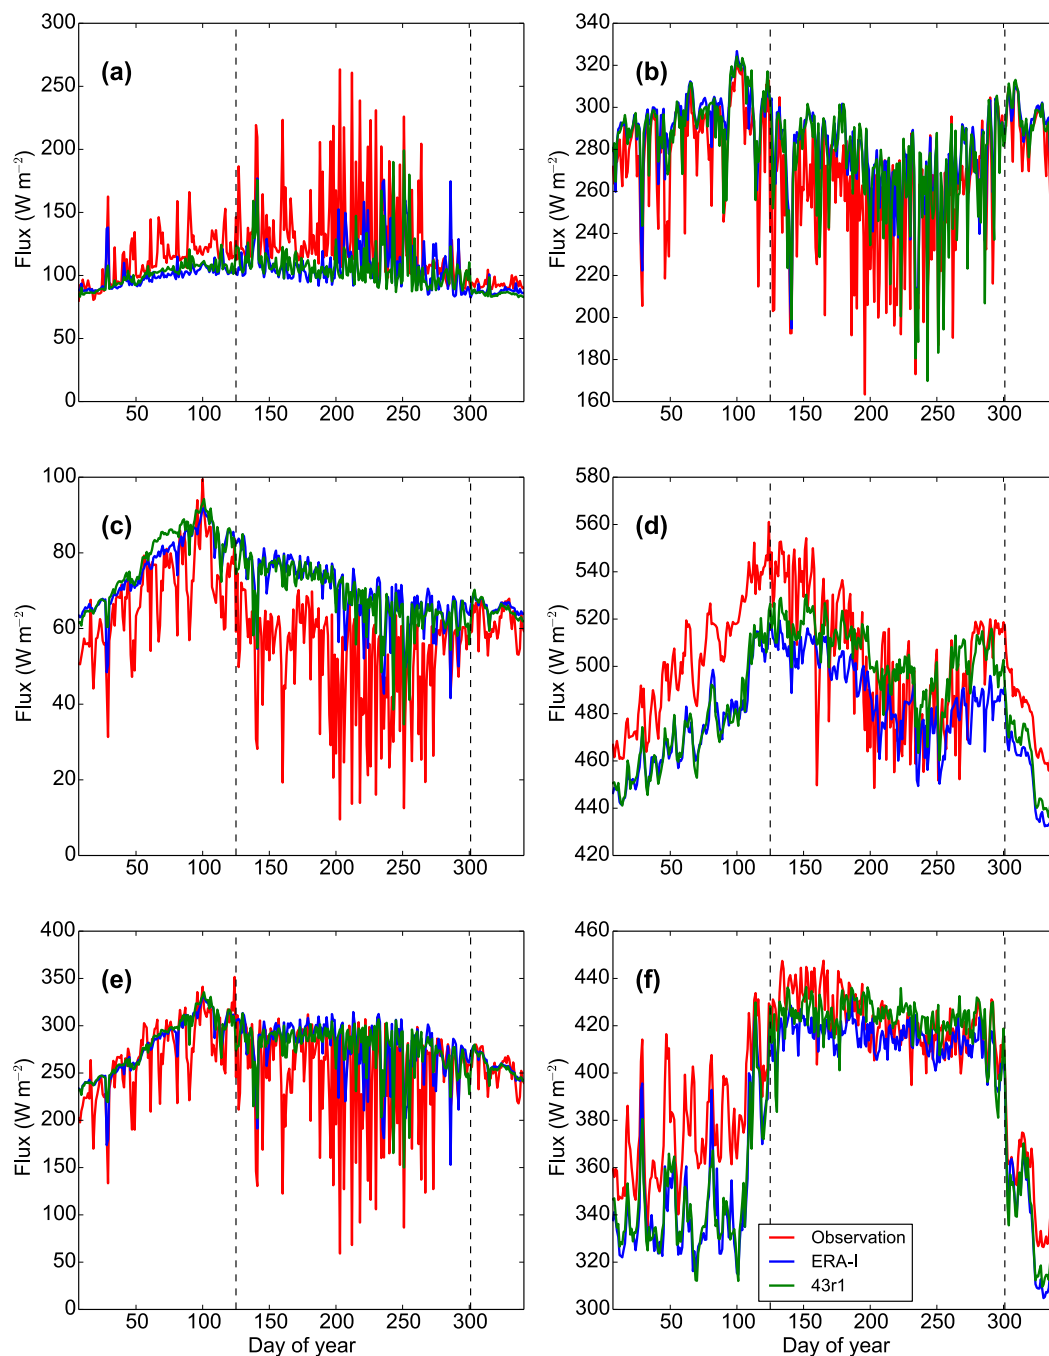 300
250
200
150
100
50
0
Flux (W m⁻²)
(a)
50 100 150 200 250 300
340
320
300
280
260
240
220
200
180
160
Flux (W m⁻²)
(b)
50 100 150 200 250 300
100
80
60
40
20
0
Flux (W m⁻²)
(c)
50 100 150 200 250 300
580
560
540
520
500
480
460
440
420
Flux (W m⁻²)
(d)
50 100 150 200 250 300
400
350
300
250
200
150
100
50
0
Flux (W m⁻²)
(e)
50 100 150 200 250 300
Day of year
460
440
420
400
380
360
340
320
300
Flux (W m⁻²)
(f)
Observation
ERA-I
43r1
50 100 150 200 250 300
Day of year